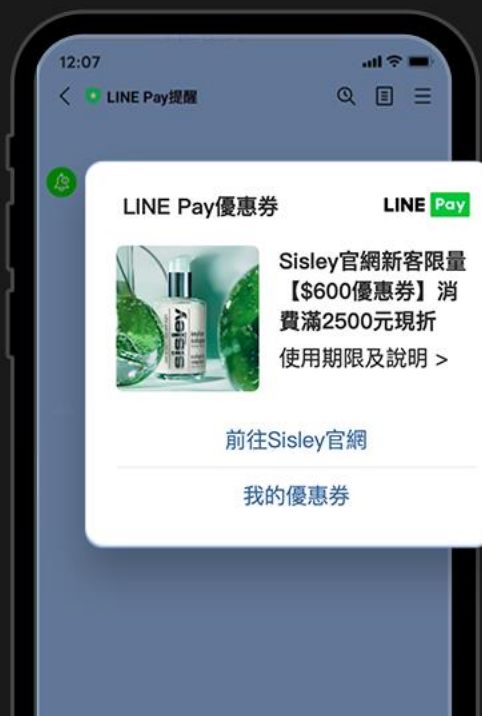 12:07
LINE Pay提醒
LINE Pay優惠券
LINE Pay
Sisley官網新客限量
【$600優惠券】消
費滿2500元現折
使用期限及說明 >
sisley
前往Sisley官網
我的優惠券